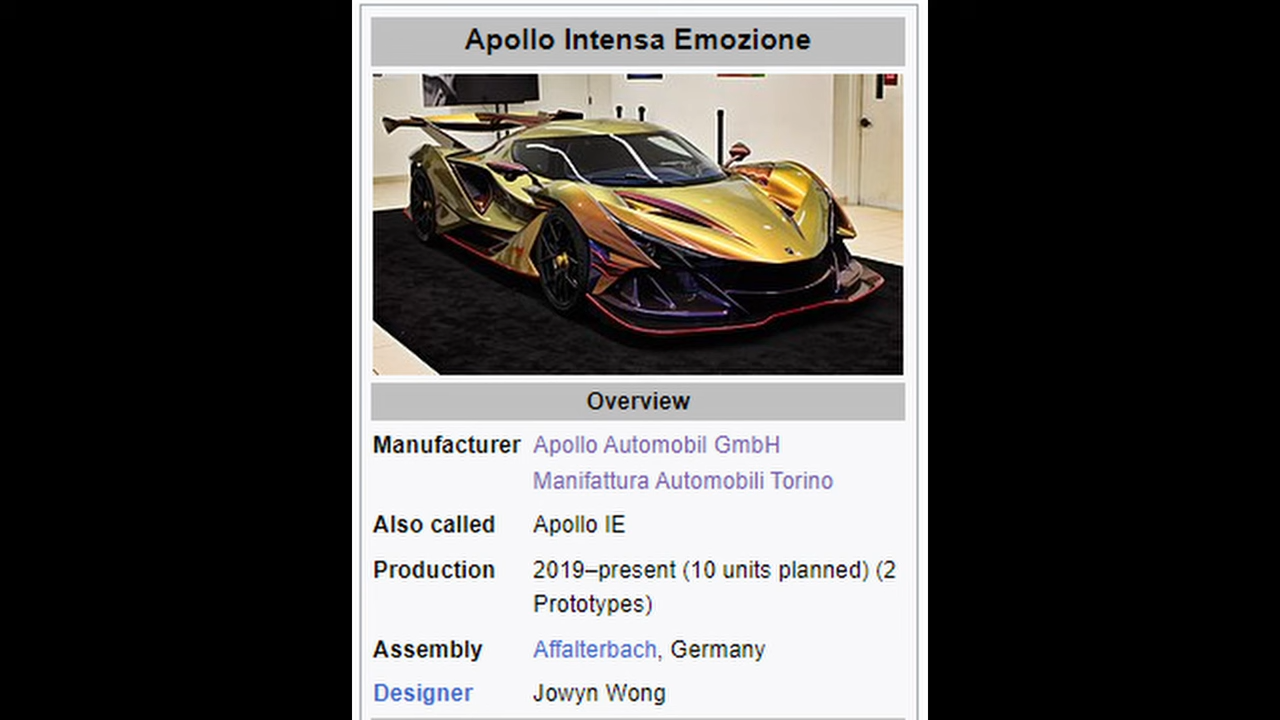 Apollo Intensa Emozione
Overview
Manufacturer Apollo Automobil GmbH
Manifattura Automobili Torino
Also called Apollo IE
Production 2019–present (10 units planned) (2
Prototypes)
Assembly Affalterbach, Germany
Designer Jowyn Wong